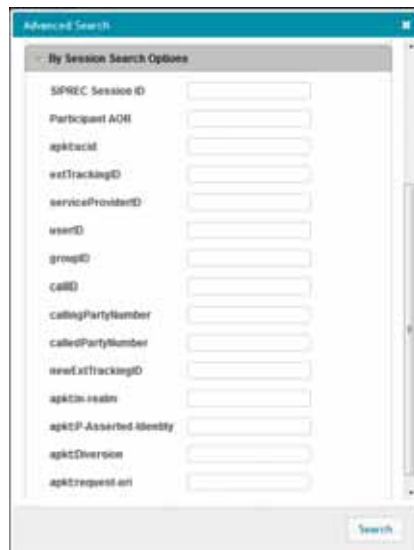 Advanced Search
By Session Search Options
SIPREC Session ID
Participant AOR
apkt:ucid
extTrackingID
serviceProviderID
userID
groupID
callID
callingPartyNumber
calledPartyNumber
newExtTrackingID
apkt:in-realm
apkt:P-Asserted-Identity
apkt:Diversion
apkt:request-uri
Search